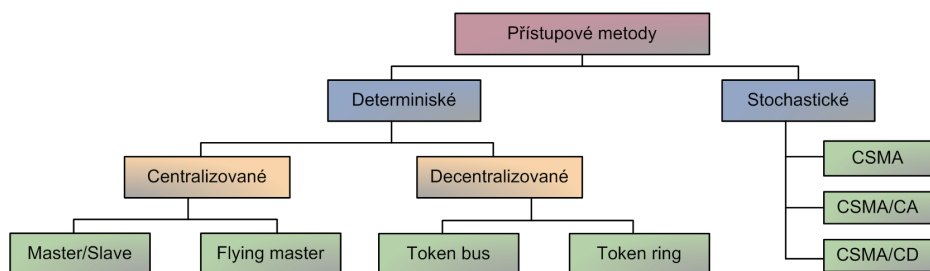 Přístupové metody
Determiniské
Stochastické
Centralizované
Decentralizované
CSMA
CSMA/CA
CSMA/CD
Master/Slave
Flying master
Token bus
Token ring